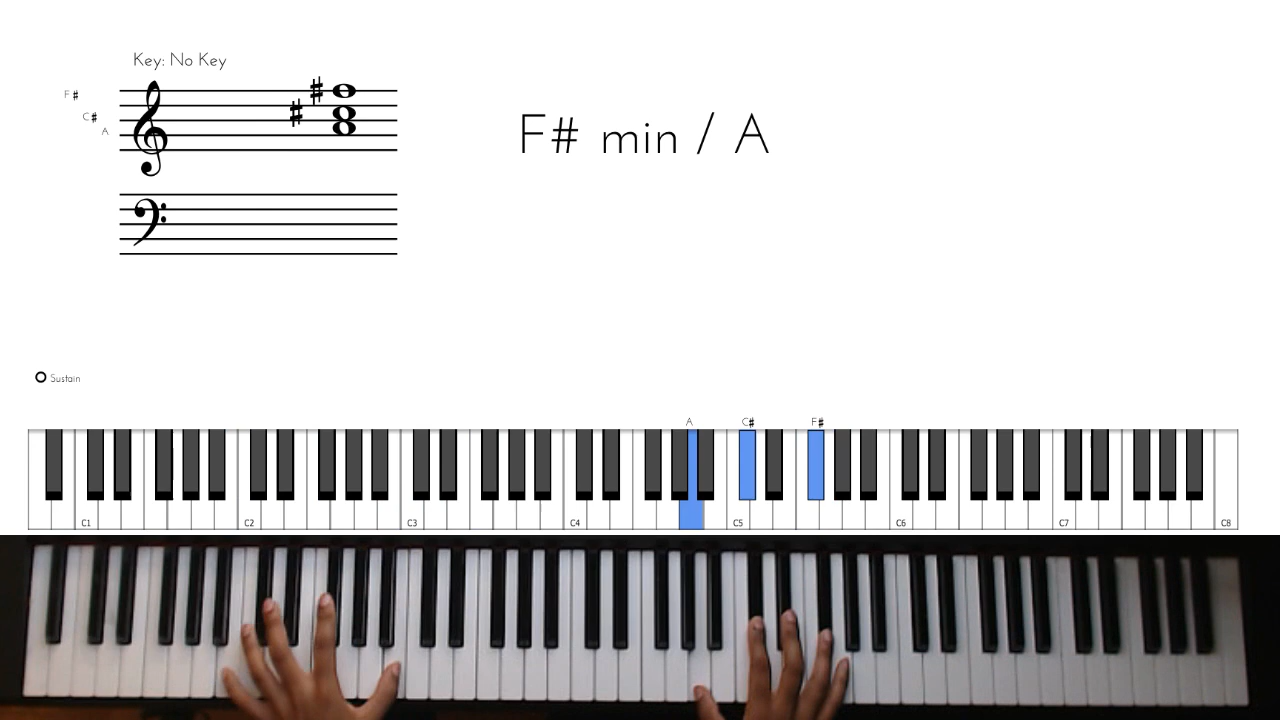 Key: No Key
F♯
C♯
A
F# min / A
Sustain
A C♯ F♯
C1 C2 C3 C4 C5 C6 C7 C8